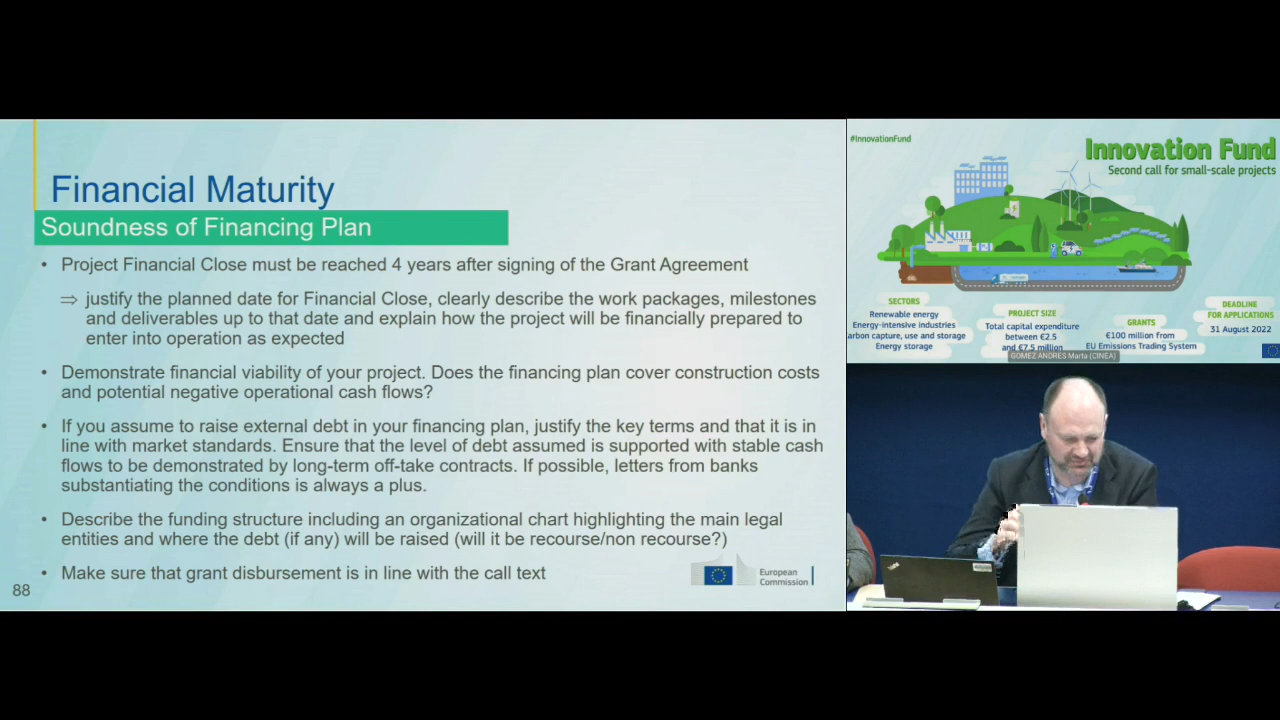 Financial Maturity
Soundness of Financing Plan
• Project Financial Close must be reached 4 years after signing of the Grant Agreement
⇒ justify the planned date for Financial Close, clearly describe the work packages, milestones
and deliverables up to that date and explain how the project will be financially prepared to
enter into operation as expected
• Demonstrate financial viability of your project. Does the financing plan cover construction costs
and potential negative operational cash flows?
• If you assume to raise external debt in your financing plan, justify the key terms and that it is in
line with market standards. Ensure that the level of debt assumed is supported with stable cash
flows to be demonstrated by long-term off-take contracts. If possible, letters from banks
substantiating the conditions is always a plus.
• Describe the funding structure including an organizational chart highlighting the main legal
entities and where the debt (if any) will be raised (will it be recourse/non recourse?)
• Make sure that grant disbursement is in line with the call text
88
European
Commission
#InnovationFund
Innovation Fund
Second call for small-scale projects
SECTORS
Renewable energy
Energy-intensive industries
arbon capture, use and storage
Energy storage
PROJECT SIZE
Total capital expenditure
between €2.5
and €7.5 million
GRANTS
€100 million from
EU Emissions Trading System
DEADLINE
FOR APPLICATIONS
31 August 2022
GOMEZ ANDRES Marta (CINEA)